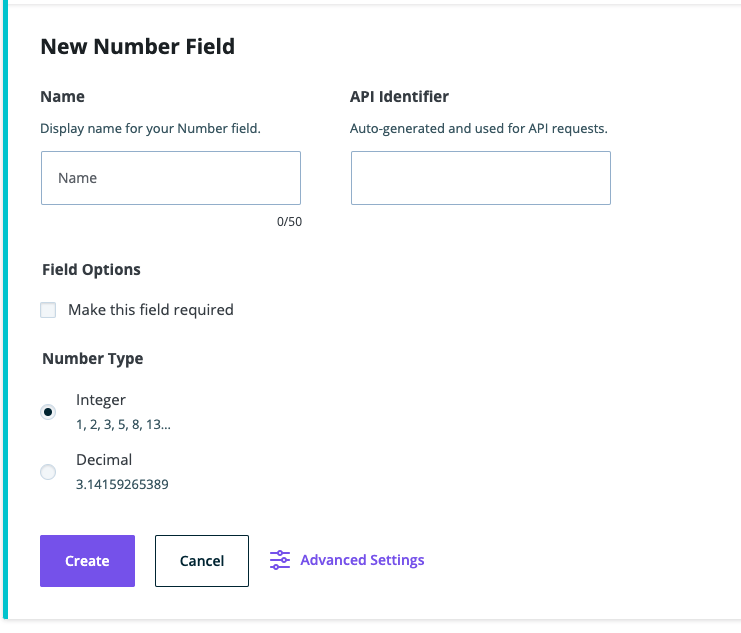 New Number Field
Name
Display name for your Number field.
Name
0/50
API Identifier
Auto-generated and used for API requests.
Field Options
Make this field required
Number Type
Integer
1, 2, 3, 5, 8, 13...
Decimal
3.14159265389
Create
Cancel
Advanced Settings